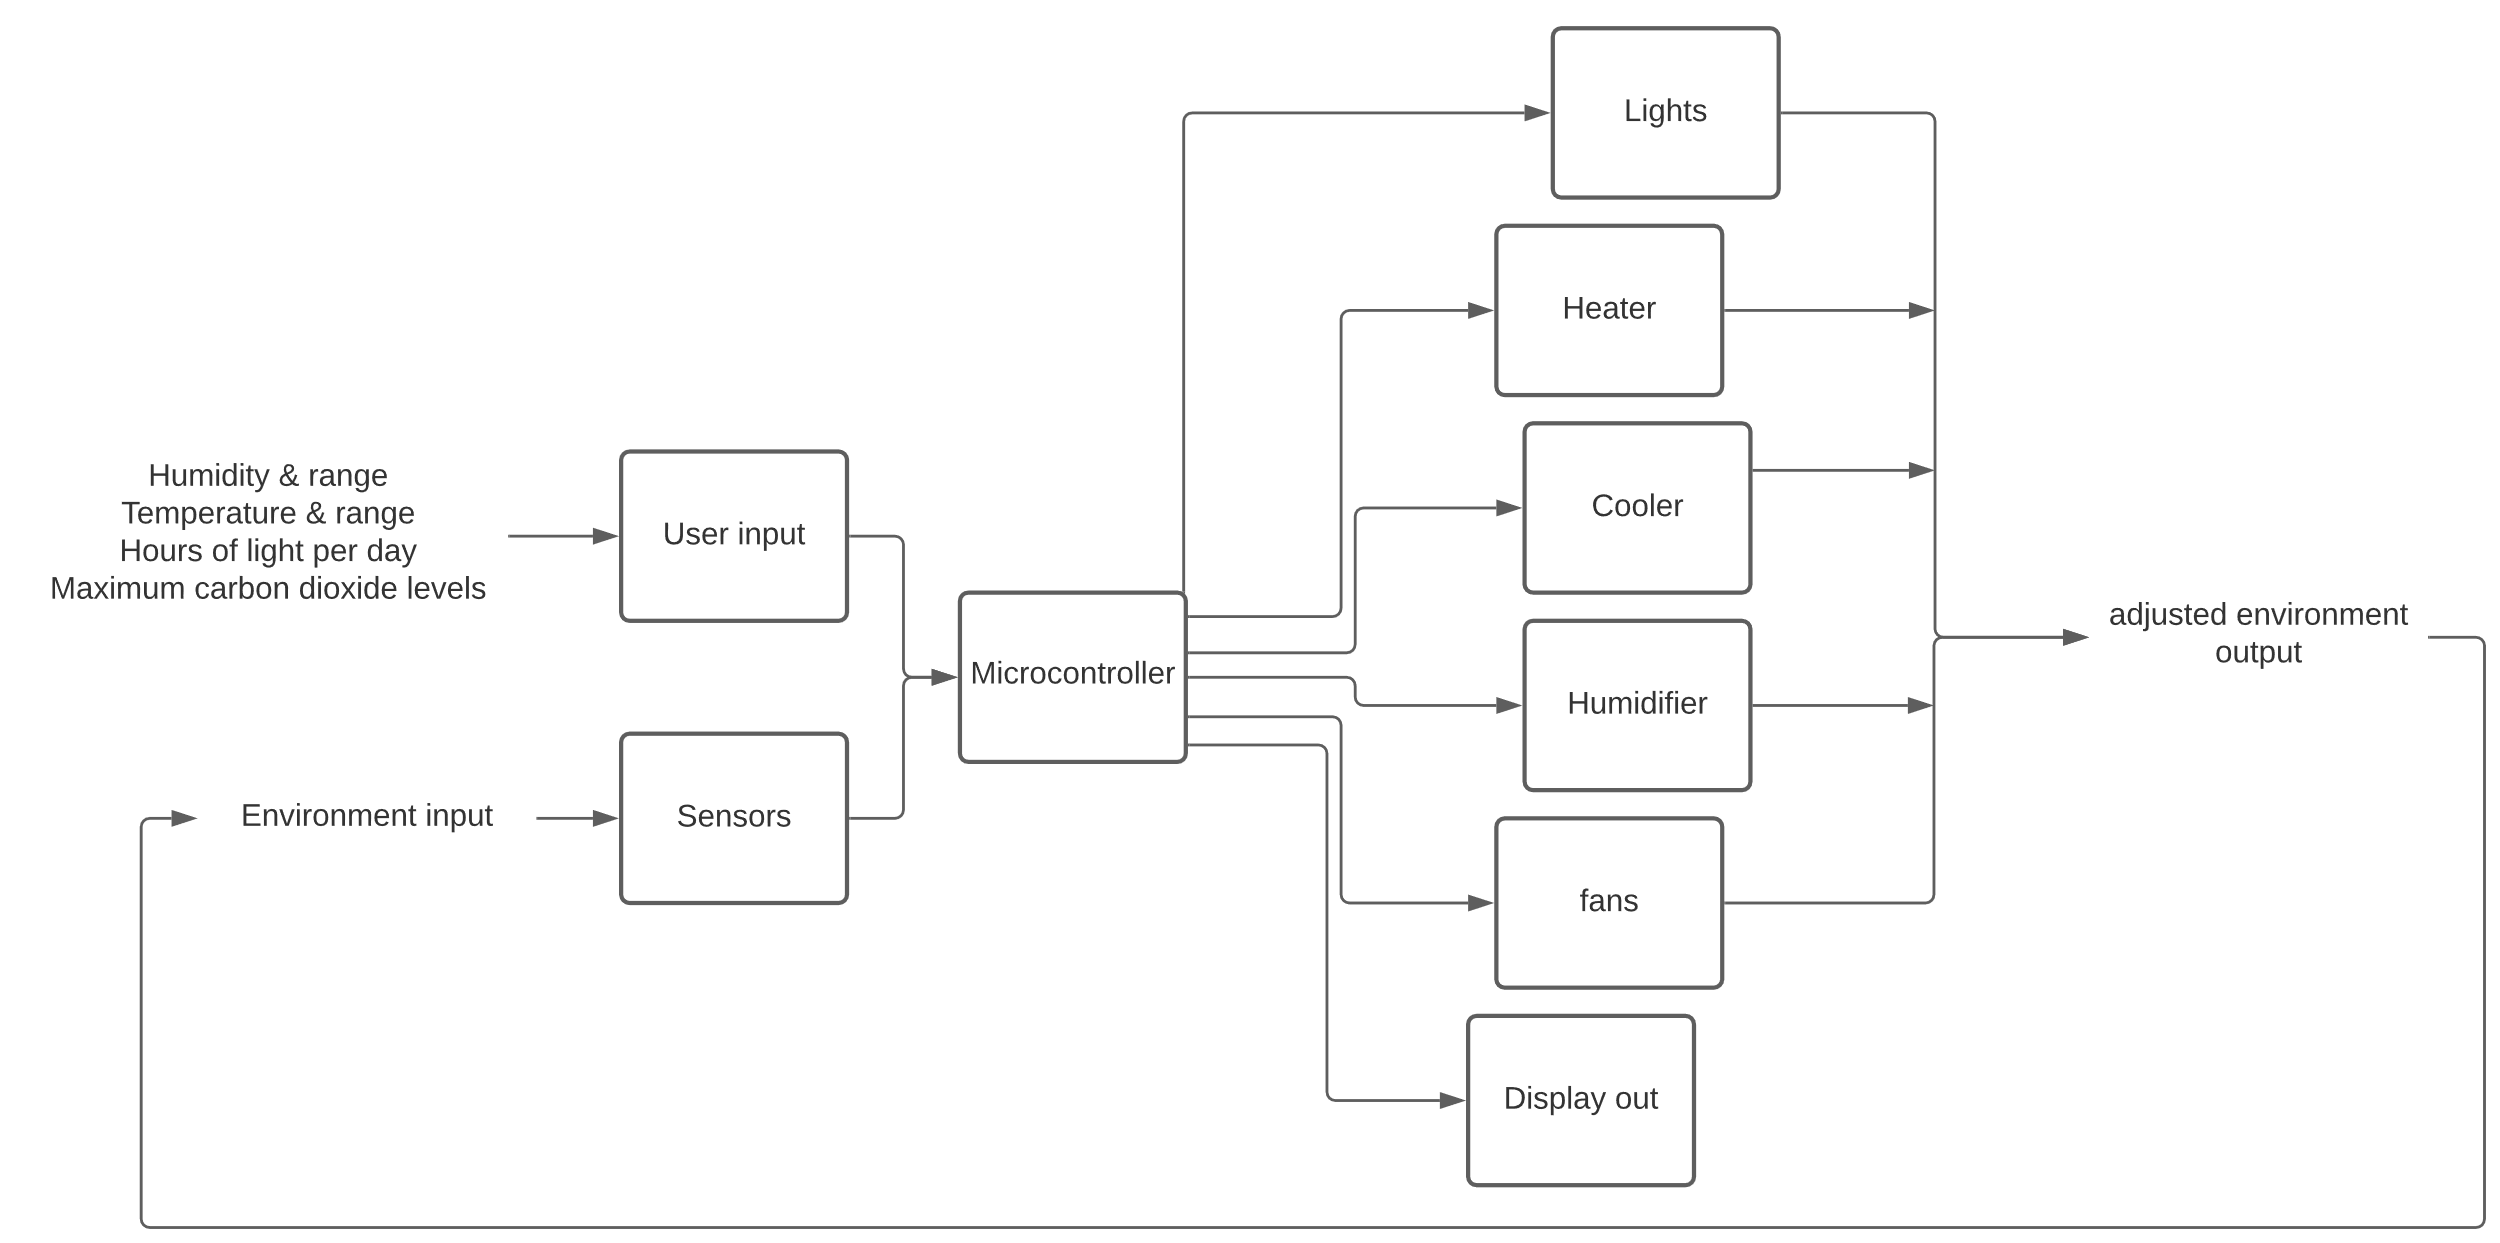 Humidity & range
Temperature & range
Hours of light per day
Maximum carbon dioxide levels
Environment input
User input
Sensors
Microcontroller
Lights
Heater
Cooler
Humidifier
fans
Display out
adjusted environment
output